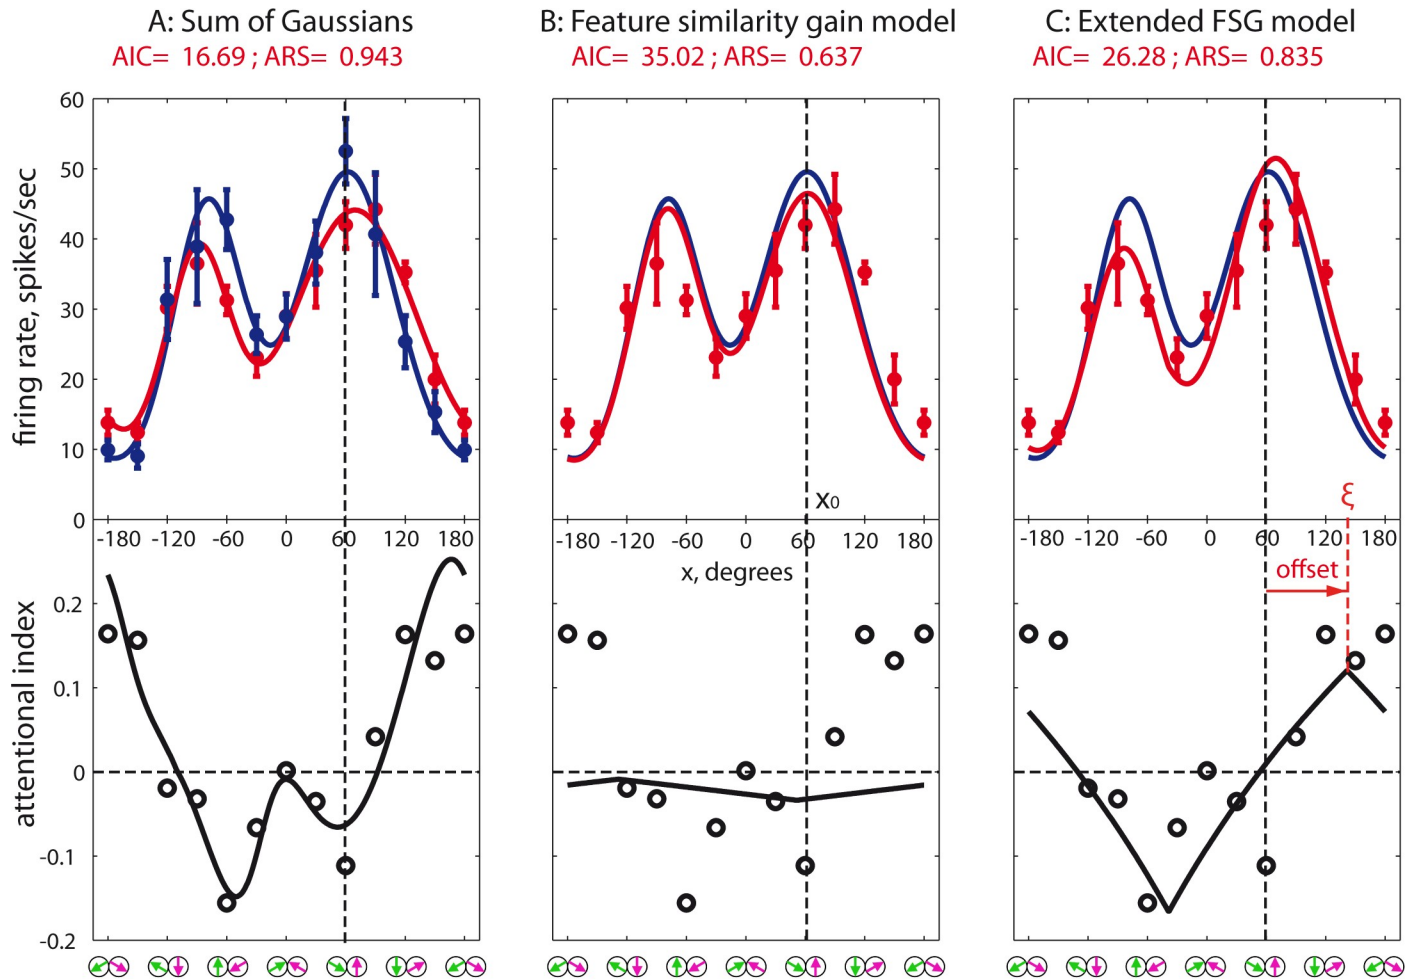 A: Sum of Gaussians
AIC= 16.69 ; ARS= 0.943
B: Feature similarity gain model
AIC= 35.02 ; ARS= 0.637
C: Extended FSG model
AIC= 26.28 ; ARS= 0.835
firing rate, spikes/sec
60
50
40
30
20
10
0
x₀
ξ
-180 -120 -60 0 60 120 180
-180 -120 -60 0 60 120 180
-180 -120 -60 0 60 120 180
x, degrees
offset
attentional index
0.2
0.1
0
-0.1
-0.2